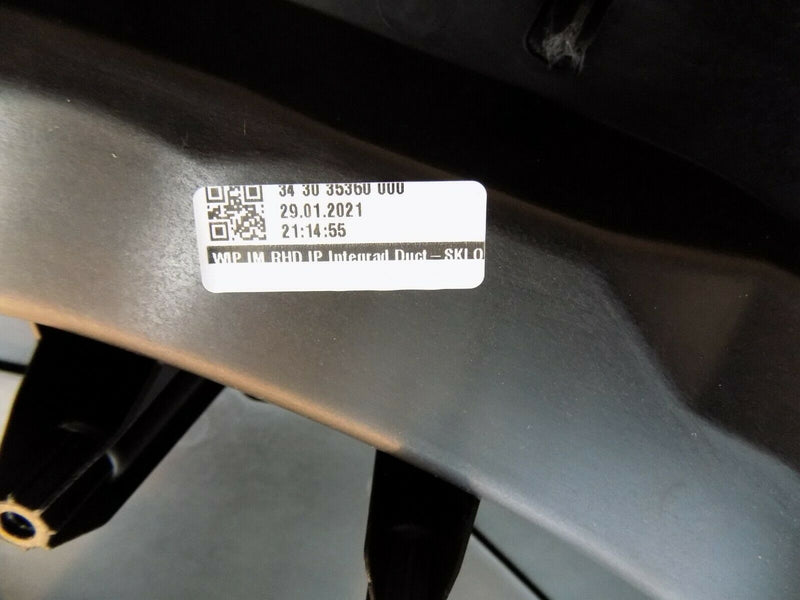 34 30 35360 000
29.01.2021
21:14:55
WIP IM RHD IP Integrad Duct - SKLO